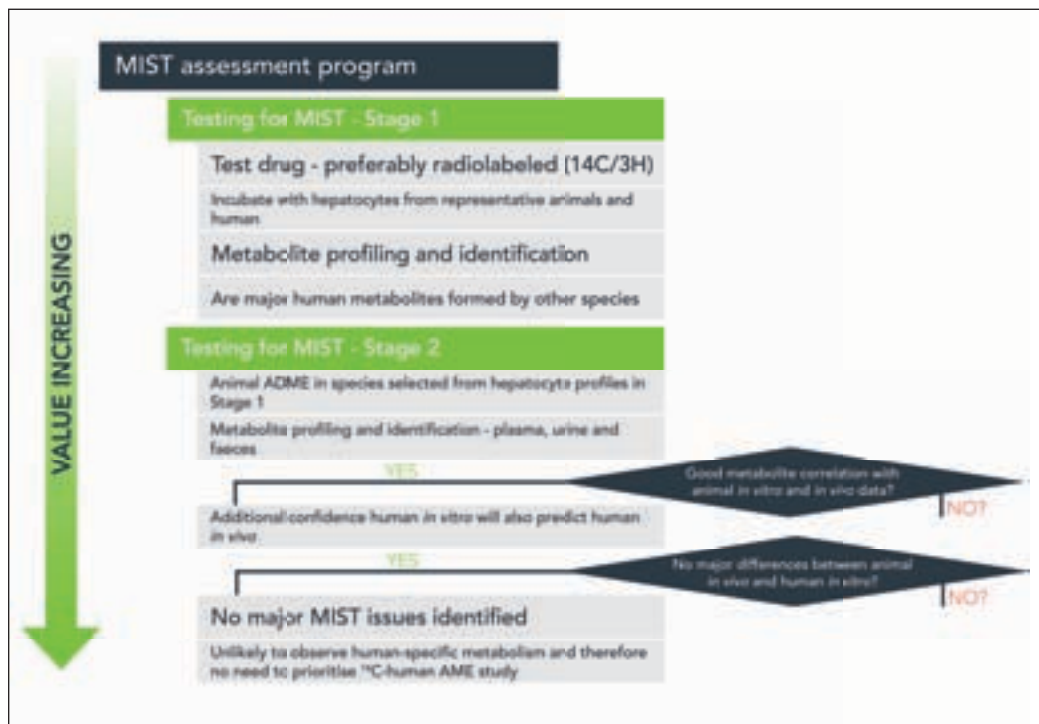 MIST assessment program
Testing for MIST - Stage 1
Test drug - preferably radiolabeled (14C/3H)
Incubate with hepatocytes from representative animals and
human
Metabolite profiling and identification
Are major human metabolites formed by other species
Testing for MIST - Stage 2
Animal ADME in species selected from hepatocyte profiles in
Stage 1
Metabolite profiling and identification - plasma, urine and
faeces
YES
Good metabolite correlation with
animal in vitro and in vivo data?
NO?
Additional confidence human in vitro will also predict human
in vivo
YES
No major differences between animal
in vivo and human in vitro?
NO?
No major MIST issues identified
Unlikely to observe human-specific metabolism and therefore
no need to prioritise ¹⁴C-human AME study
VALUE INCREASING